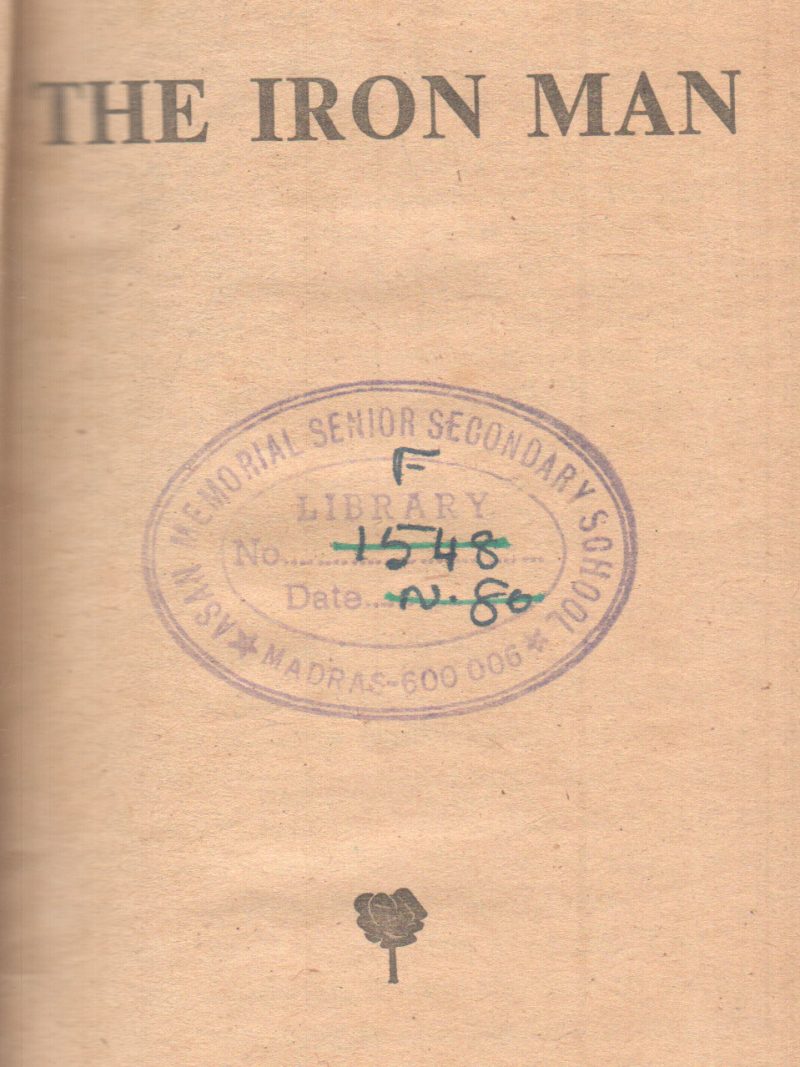 THE IRON MAN
ASAN MEMORIAL SENIOR SECONDARY SCHOOL
F
LIBRARY
No. 1548
Date N. 80
MADRAS-600 006